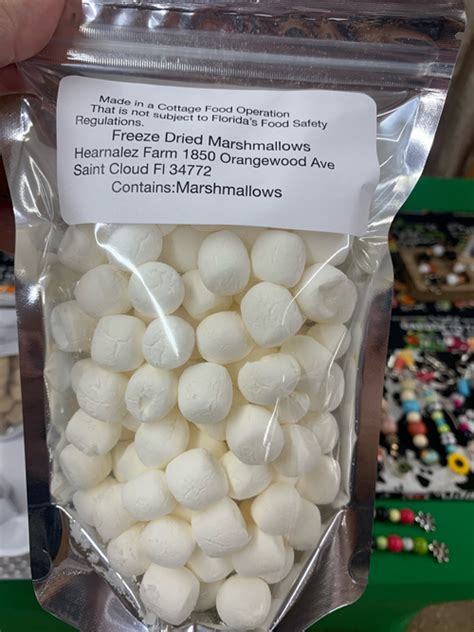 Made in a Cottage Food Operation
That is not subject to Florida's Food Safety
Regulations.
Freeze Dried Marshmallows
Hearnalez Farm 1850 Orangewood Ave
Saint Cloud Fl 34772
Contains:Marshmallows